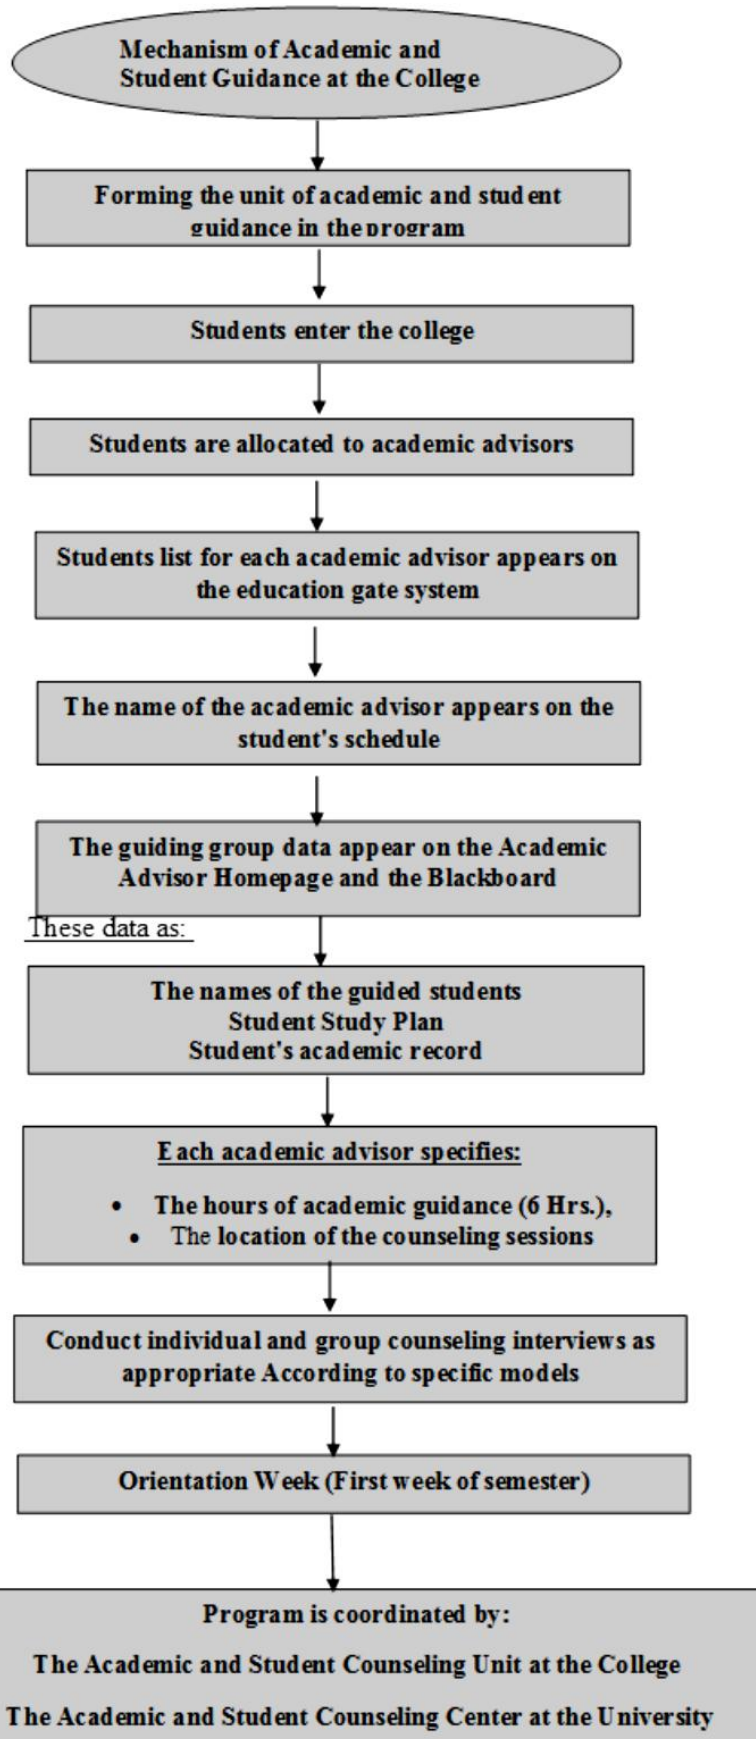 Mechanism of Academic and
Student Guidance at the College
Forming the unit of academic and student
guidance in the program
Students enter the college
Students are allocated to academic advisors
Students list for each academic advisor appears on
the education gate system
The name of the academic advisor appears on the
student's schedule
The guiding group data appear on the Academic
Advisor Homepage and the Blackboard
These data as:
The names of the guided students
Student Study Plan
Student's academic record
Each academic advisor specifies:
• The hours of academic guidance (6 Hrs.),
• The location of the counseling sessions
Conduct individual and group counseling interviews as
appropriate According to specific models
Orientation Week (First week of semester)
Program is coordinated by:
The Academic and Student Counseling Unit at the College
The Academic and Student Counseling Center at the University